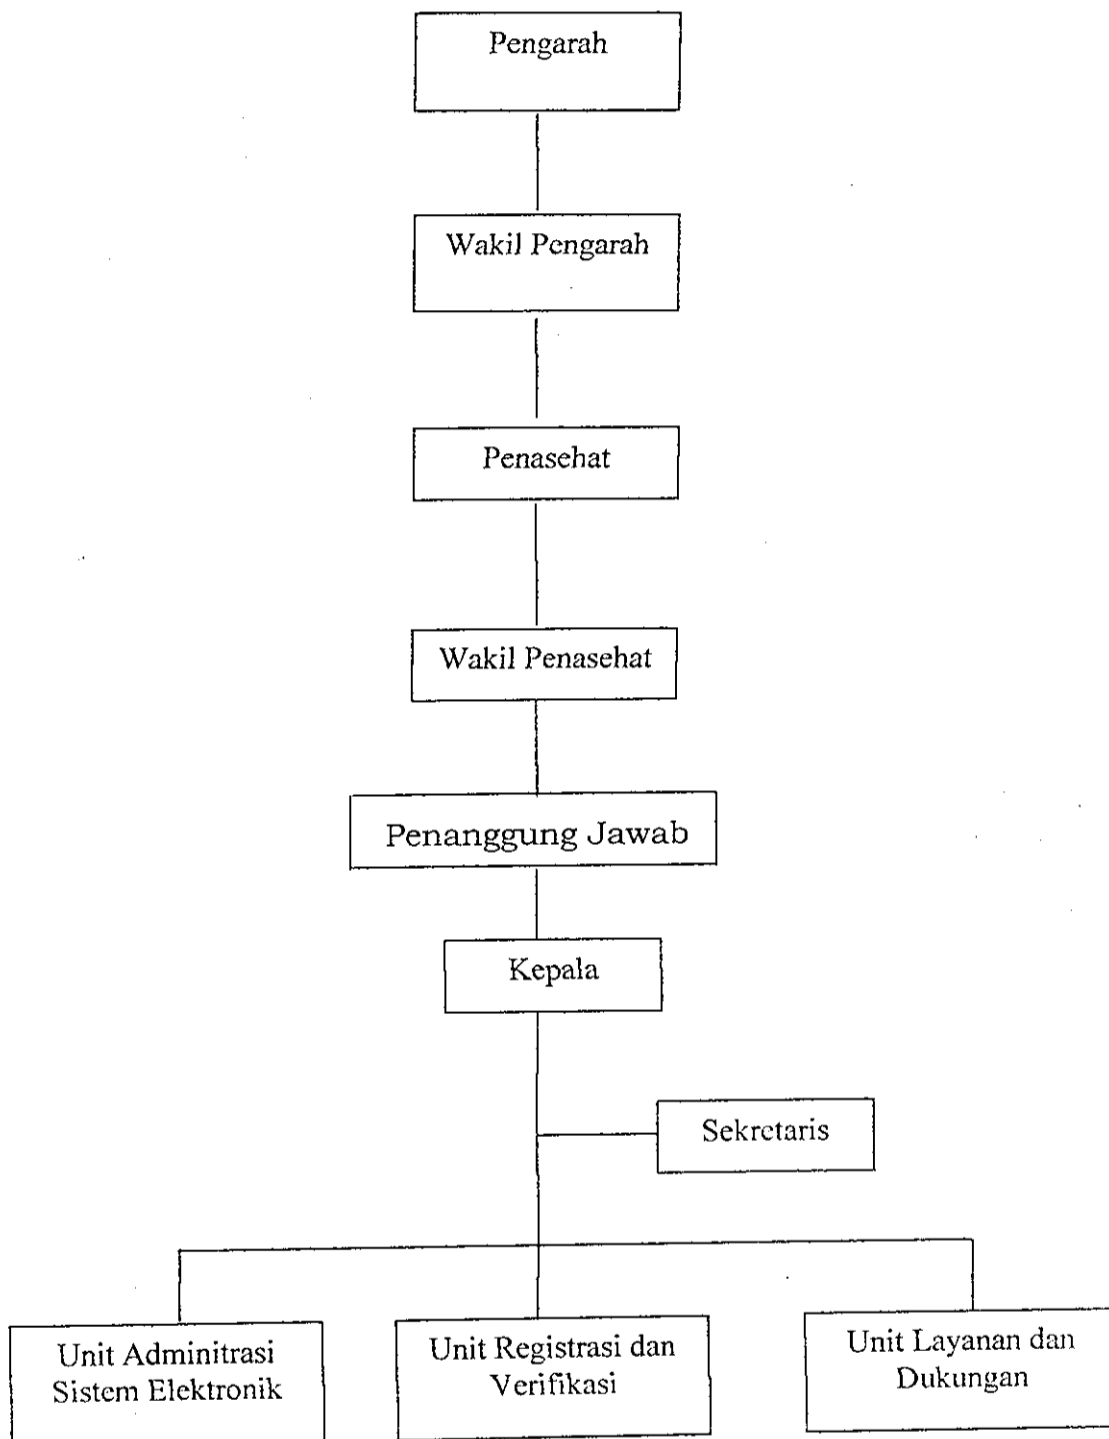 Pengarah
Wakil Pengarah
Penasehat
Wakil Penasehat
Penanggung Jawab
Kepala
Sekretaris
Unit Adminitrasi
Sistem Elektronik
Unit Registrasi dan
Verifikasi
Unit Layanan dan
Dukungan